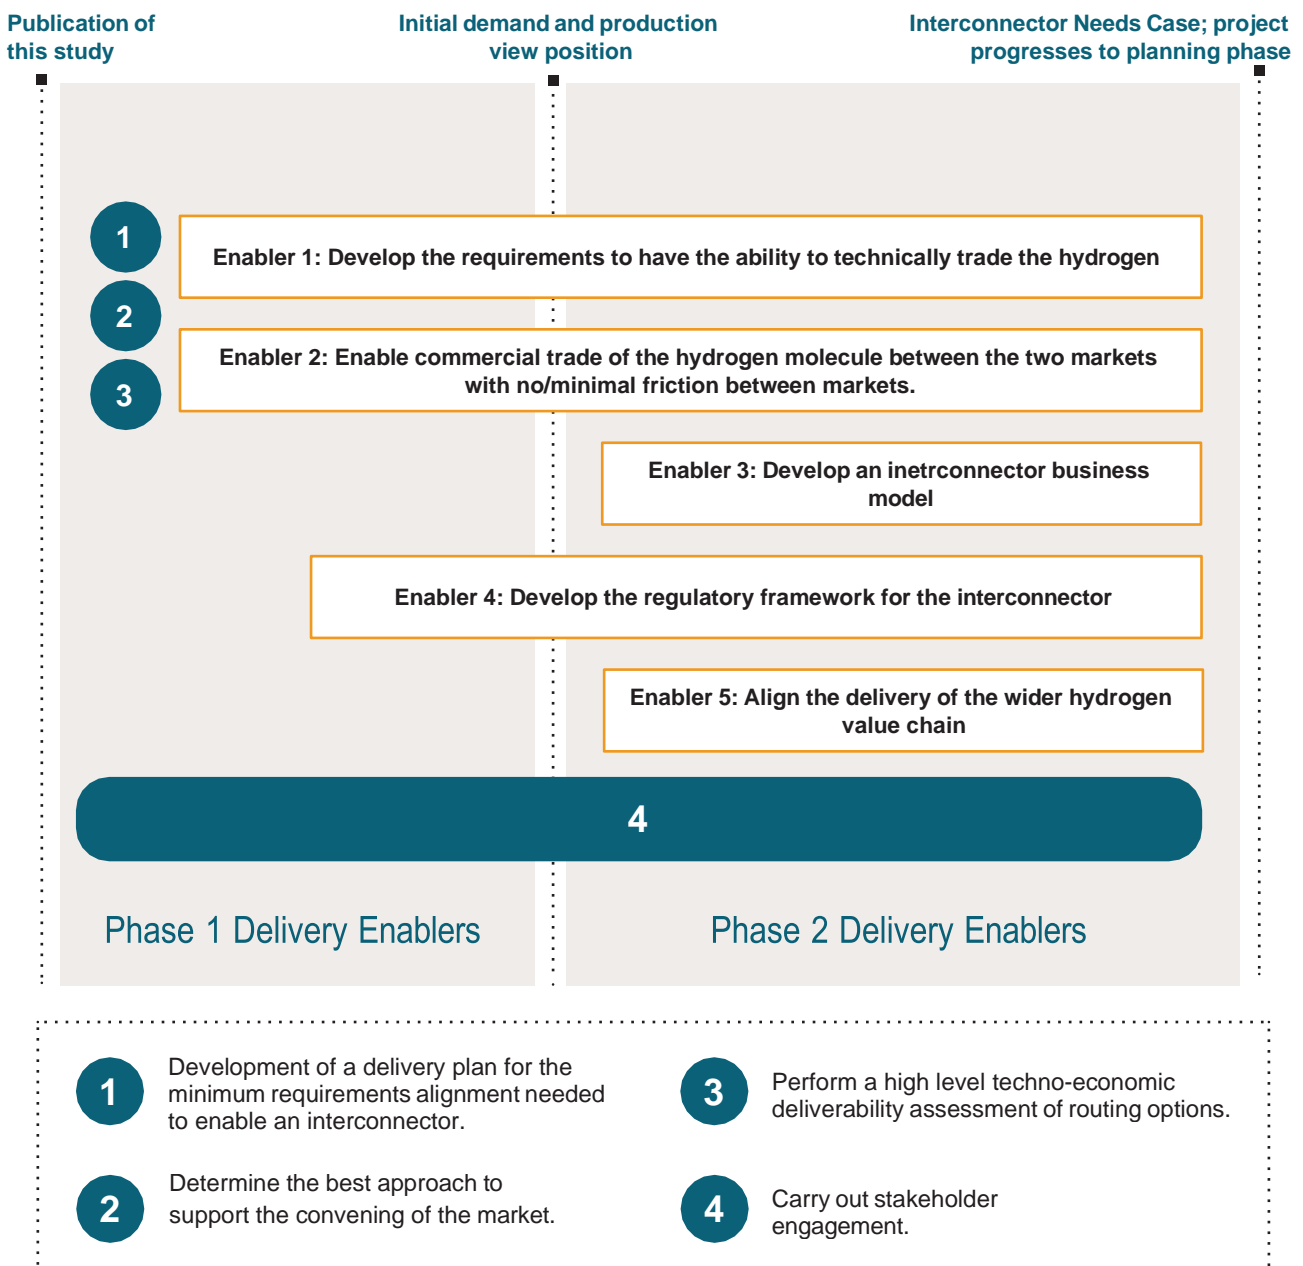 Publication of
this study
Initial demand and production
view position
Interconnector Needs Case; project
progresses to planning phase
1
Enabler 1: Develop the requirements to have the ability to technically trade the hydrogen
2
Enabler 2: Enable commercial trade of the hydrogen molecule between the two markets
with no/minimal friction between markets.
3
Enabler 3: Develop an inetrconnector business
model
Enabler 4: Develop the regulatory framework for the interconnector
Enabler 5: Align the delivery of the wider hydrogen
value chain
4
Phase 1 Delivery Enablers
Phase 2 Delivery Enablers
1
Development of a delivery plan for the
minimum requirements alignment needed
to enable an interconnector.
2
Determine the best approach to
support the convening of the market.
3
Perform a high level techno-economic
deliverability assessment of routing options.
4
Carry out stakeholder
engagement.